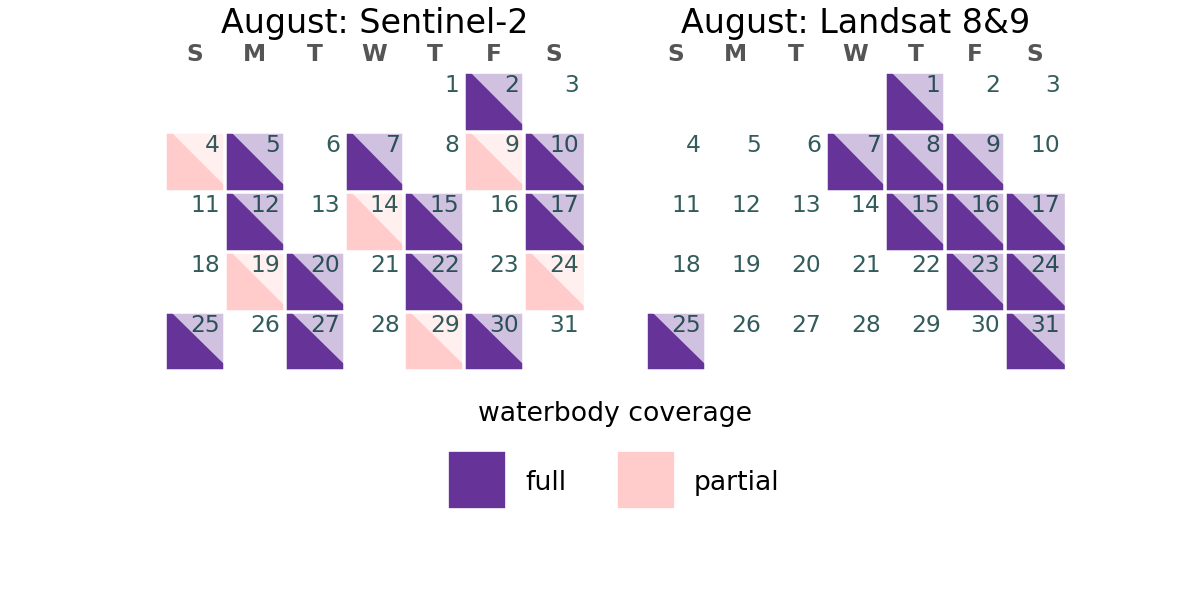 August: Sentinel-2
S M T W T F S
1 2 3
4 5 6 7 8 9 10
11 12 13 14 15 16 17
18 19 20 21 22 23 24
25 26 27 28 29 30 31
August: Landsat 8&9
S M T W T F S
1 2 3
4 5 6 7 8 9 10
11 12 13 14 15 16 17
18 19 20 21 22 23 24
25 26 27 28 29 30 31
waterbody coverage
full partial